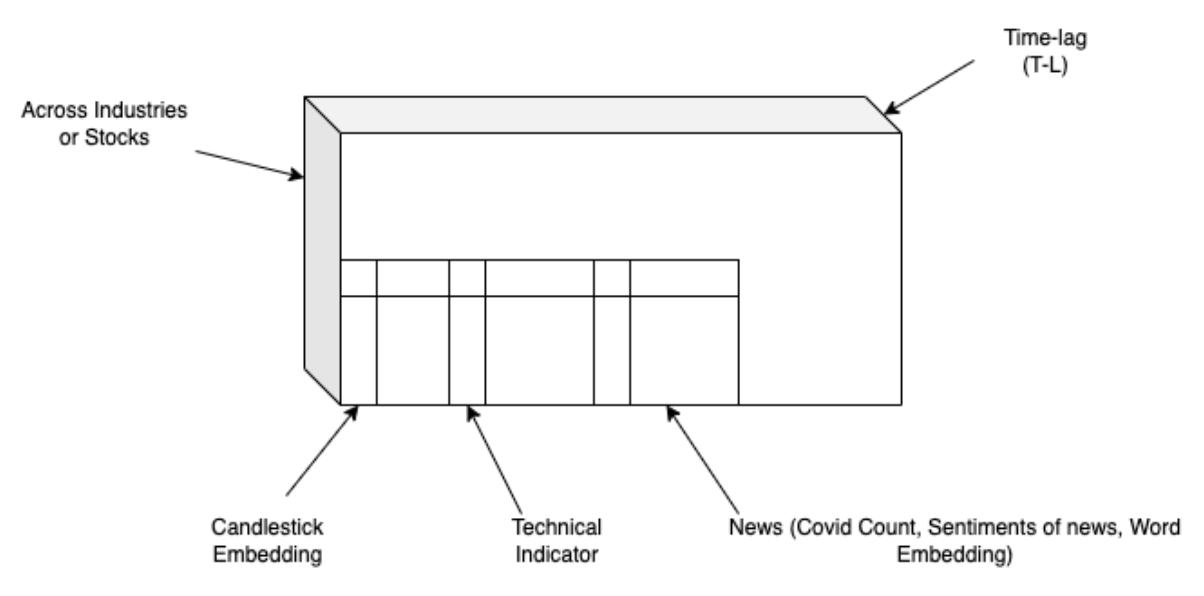 Time-lag
(T-L)
Across Industries
or Stocks
Candlestick
Embedding
Technical
Indicator
News (Covid Count, Sentiments of news, Word
Embedding)